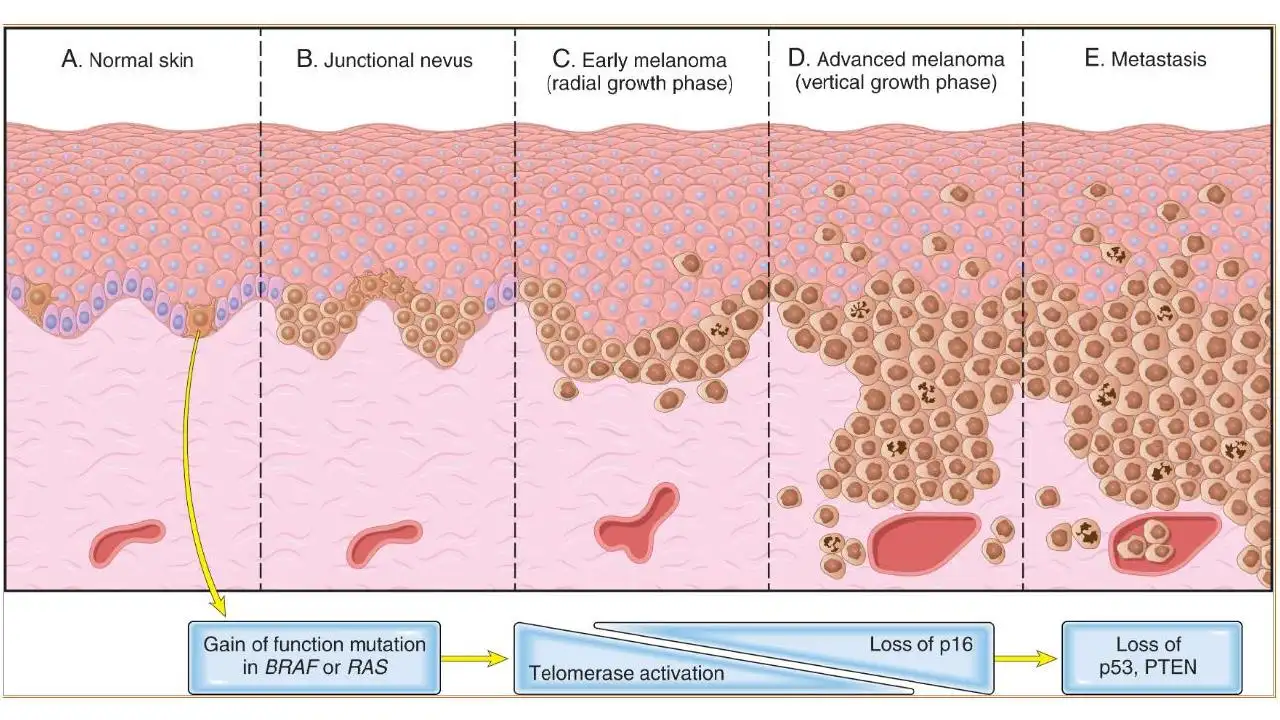 A. Normal skin
B. Junctional nevus
C. Early melanoma
(radial growth phase)
D. Advanced melanoma
(vertical growth phase)
E. Metastasis
Gain of function mutation
in BRAF or RAS
Telomerase activation
Loss of p16
Loss of
p53, PTEN